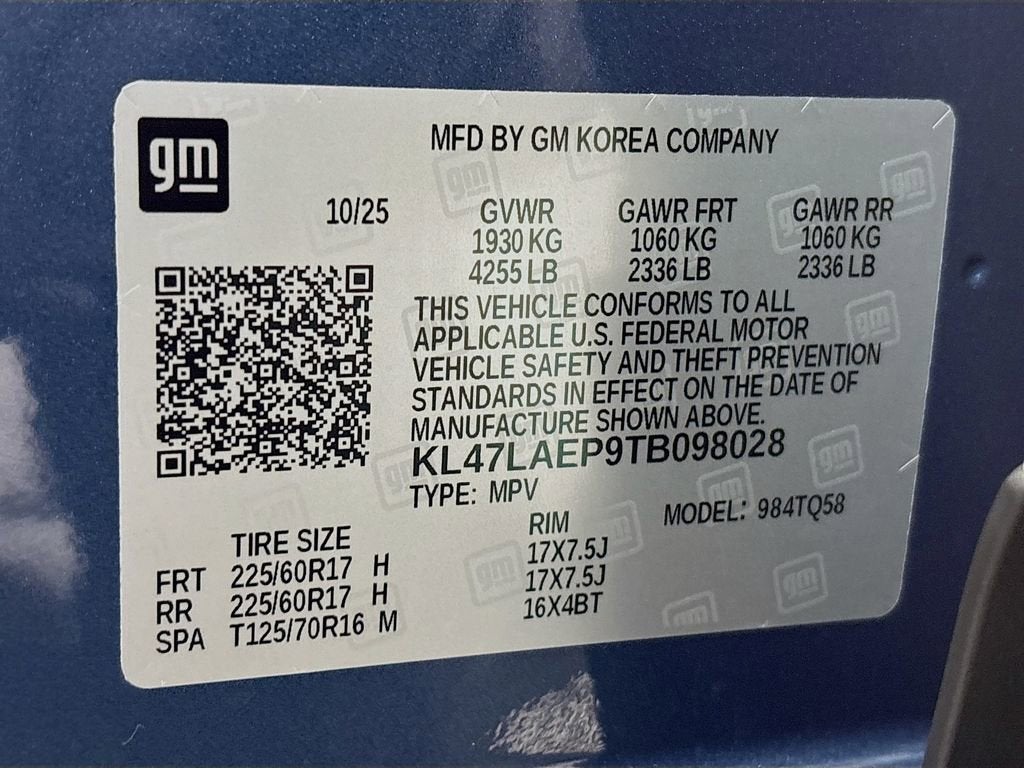 gm
MFD BY GM KOREA COMPANY
10/25 GVWR GAWR FRT GAWR RR
1930 KG 1060 KG 1060 KG
4255 LB 2336 LB 2336 LB
THIS VEHICLE CONFORMS TO ALL
APPLICABLE U.S. FEDERAL MOTOR
VEHICLE SAFETY AND THEFT PREVENTION
STANDARDS IN EFFECT ON THE DATE OF
MANUFACTURE SHOWN ABOVE.
KL47LAEP9TB098028
TYPE: MPV MODEL: 984TQ58
TIRE SIZE RIM
FRT 225/60R17 H 17X7.5J
RR 225/60R17 H 17X7.5J
SPA T125/70R16 M 16X4BT